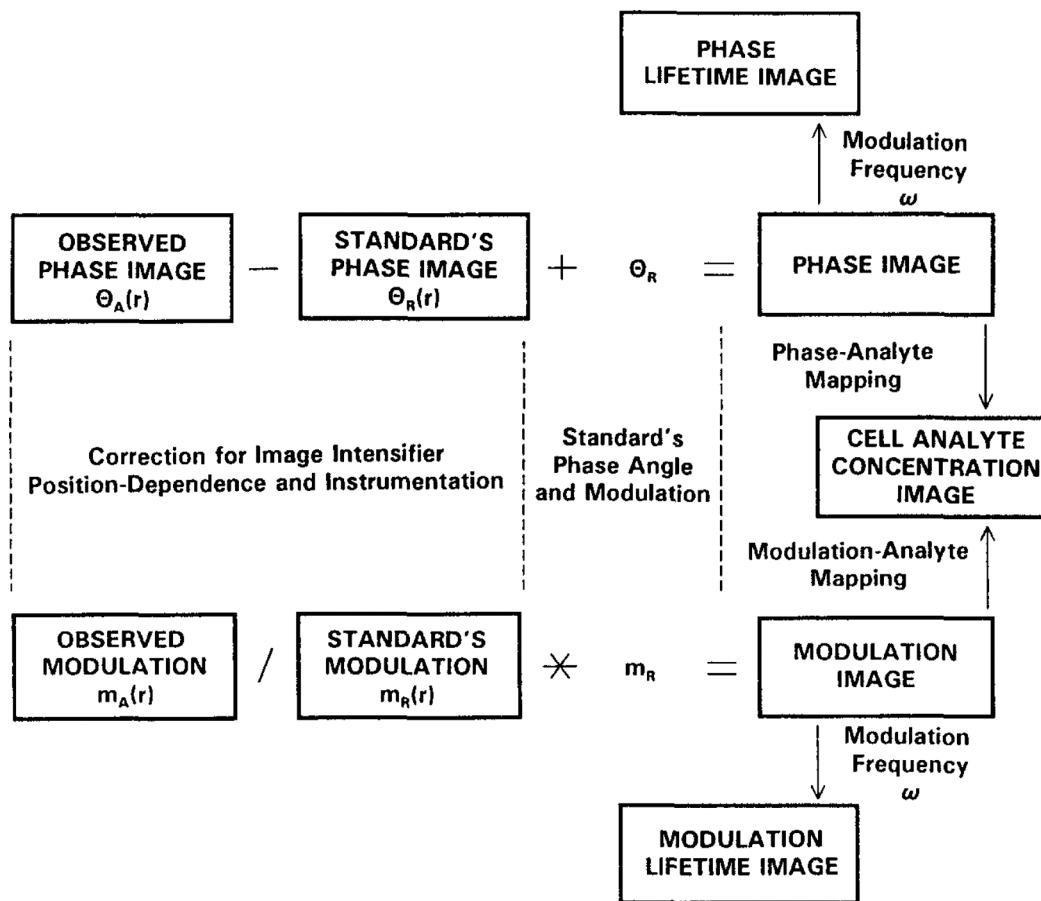 PHASE
LIFETIME IMAGE
Modulation
Frequency
ω
OBSERVED
PHASE IMAGE
Θ_A(r)
—
STANDARD'S
PHASE IMAGE
Θ_R(r)
+
Θ_R
=
PHASE IMAGE
Phase-Analyte
Mapping
Correction for Image Intensifier
Position-Dependence and Instrumentation
Standard's
Phase Angle
and Modulation
CELL ANALYTE
CONCENTRATION
IMAGE
Modulation-Analyte
Mapping
OBSERVED
MODULATION
m_A(r)
/
STANDARD'S
MODULATION
m_R(r)
*
m_R
=
MODULATION
IMAGE
Modulation
Frequency
ω
MODULATION
LIFETIME IMAGE